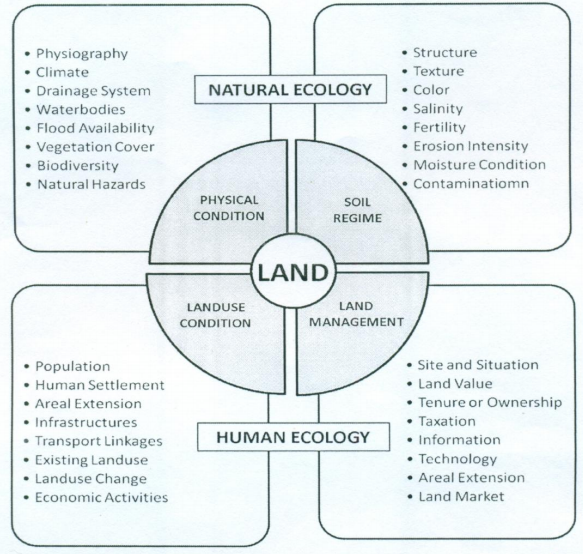 • Physiography
• Climate
• Drainage System
• Waterbodies
• Flood Availability
• Vegetation Cover
• Biodiversity
• Natural Hazards
NATURAL ECOLOGY
• Structure
• Texture
• Color
• Salinity
• Fertility
• Erosion Intensity
• Moisture Condition
• Contaminatiomn
PHYSICAL
CONDITION
SOIL
REGIME
LAND
LANDUSE
CONDITION
LAND
MANAGEMENT
• Population
• Human Settlement
• Areal Extension
• Infrastructures
• Transport Linkages
• Existing Landuse
• Landuse Change
• Economic Activities
HUMAN ECOLOGY
• Site and Situation
• Land Value
• Tenure or Ownership
• Taxation
• Information
• Technology
• Areal Extension
• Land Market